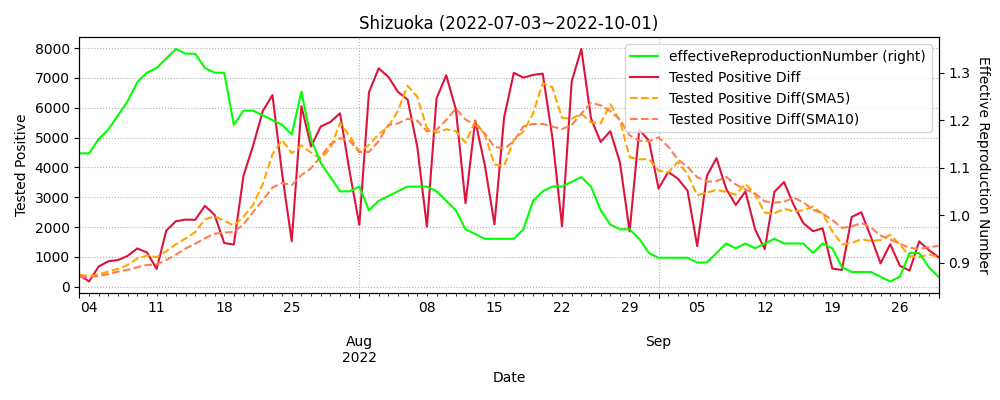 Shizuoka (2022-07-03~2022-10-01)
effectiveReproductionNumber (right)
Tested Positive Diff
Tested Positive Diff(SMA5)
Tested Positive Diff(SMA10)
Tested Positive
8000
7000
6000
5000
4000
3000
2000
1000
0
1.3
1.2
1.1
1.0
0.9
Effective Reproduction Number
04 11 18 25 08 15 22 29 05 12 19 26
Aug Sep
2022
Date